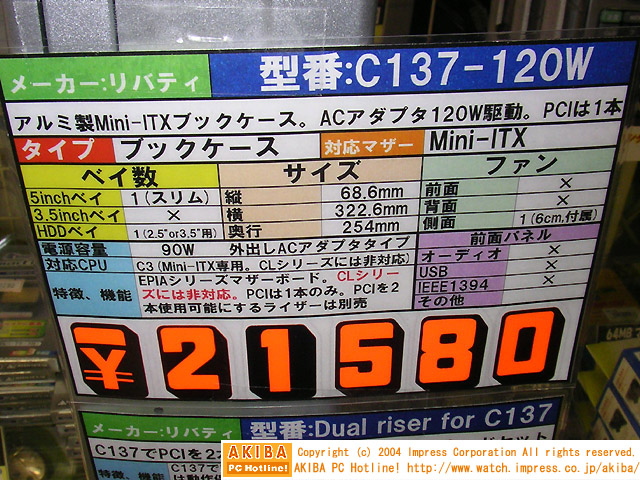 メーカー:リバティ 型番:C137-120W
アルミ製Mini-ITXブックケース。ACアダプタ120W駆動。PCIは1本
タイプ ブックケース 対応マザー Mini-ITX
ベイ数 サイズ ファン
5inchベイ 1(スリム) 縦 68.6mm 前面 ×
3.5inchベイ × 横 322.6mm 背面 ×
HDDベイ 1(2.5"or3.5"用) 奥行 254mm 側面 1(6cm,付属)
電源容量 90W 外出しACアダプタタイプ 前面パネル
対応CPU C3(Mini-ITX専用。CLシリーズには非対応) オーディオ ×
特徴、機能 EPIAシリーズマザーボード。CLシリー USB ×
ズには非対応。PCIは1本のみ。PCIを2 IEEE1394 ×
本使用可能にするライザーは別売 その他
¥21580
メーカー:リバティ 型番:Dual riser for C137
C137でPCIを2
特徴、機能 C137で
AKIBA PC Hotline!
Copyright (c) 2004 Impress Corporation All rights reserved.
AKIBA PC Hotline! http://www.watch.impress.co.jp/akiba/
64MB